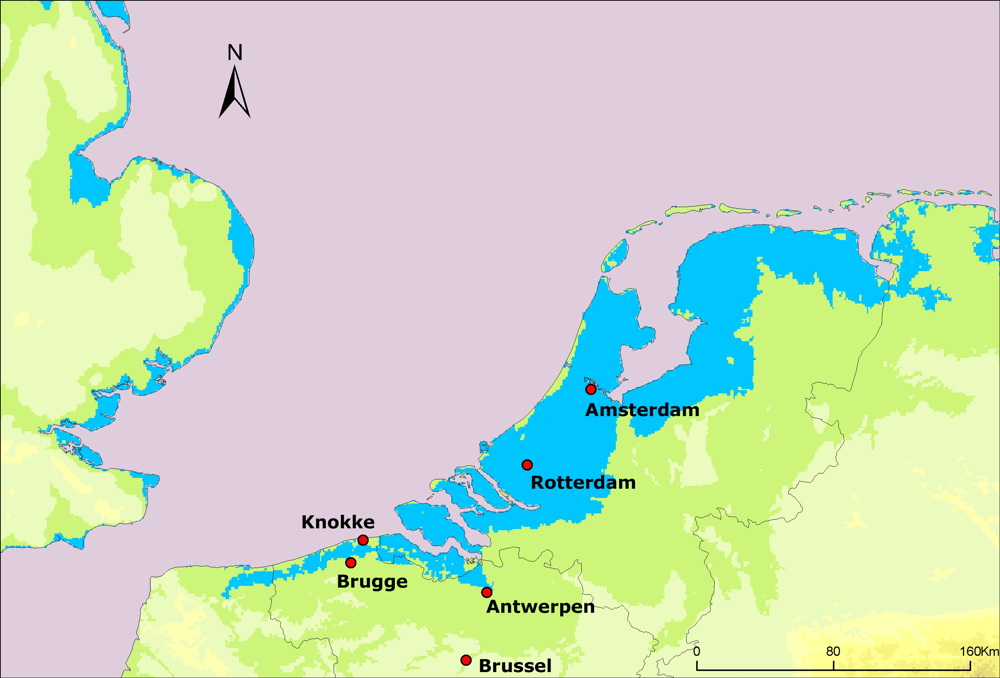 N
Amsterdam
Rotterdam
Knokke
Brugge
Antwerpen
0 80 160Km
Brussel